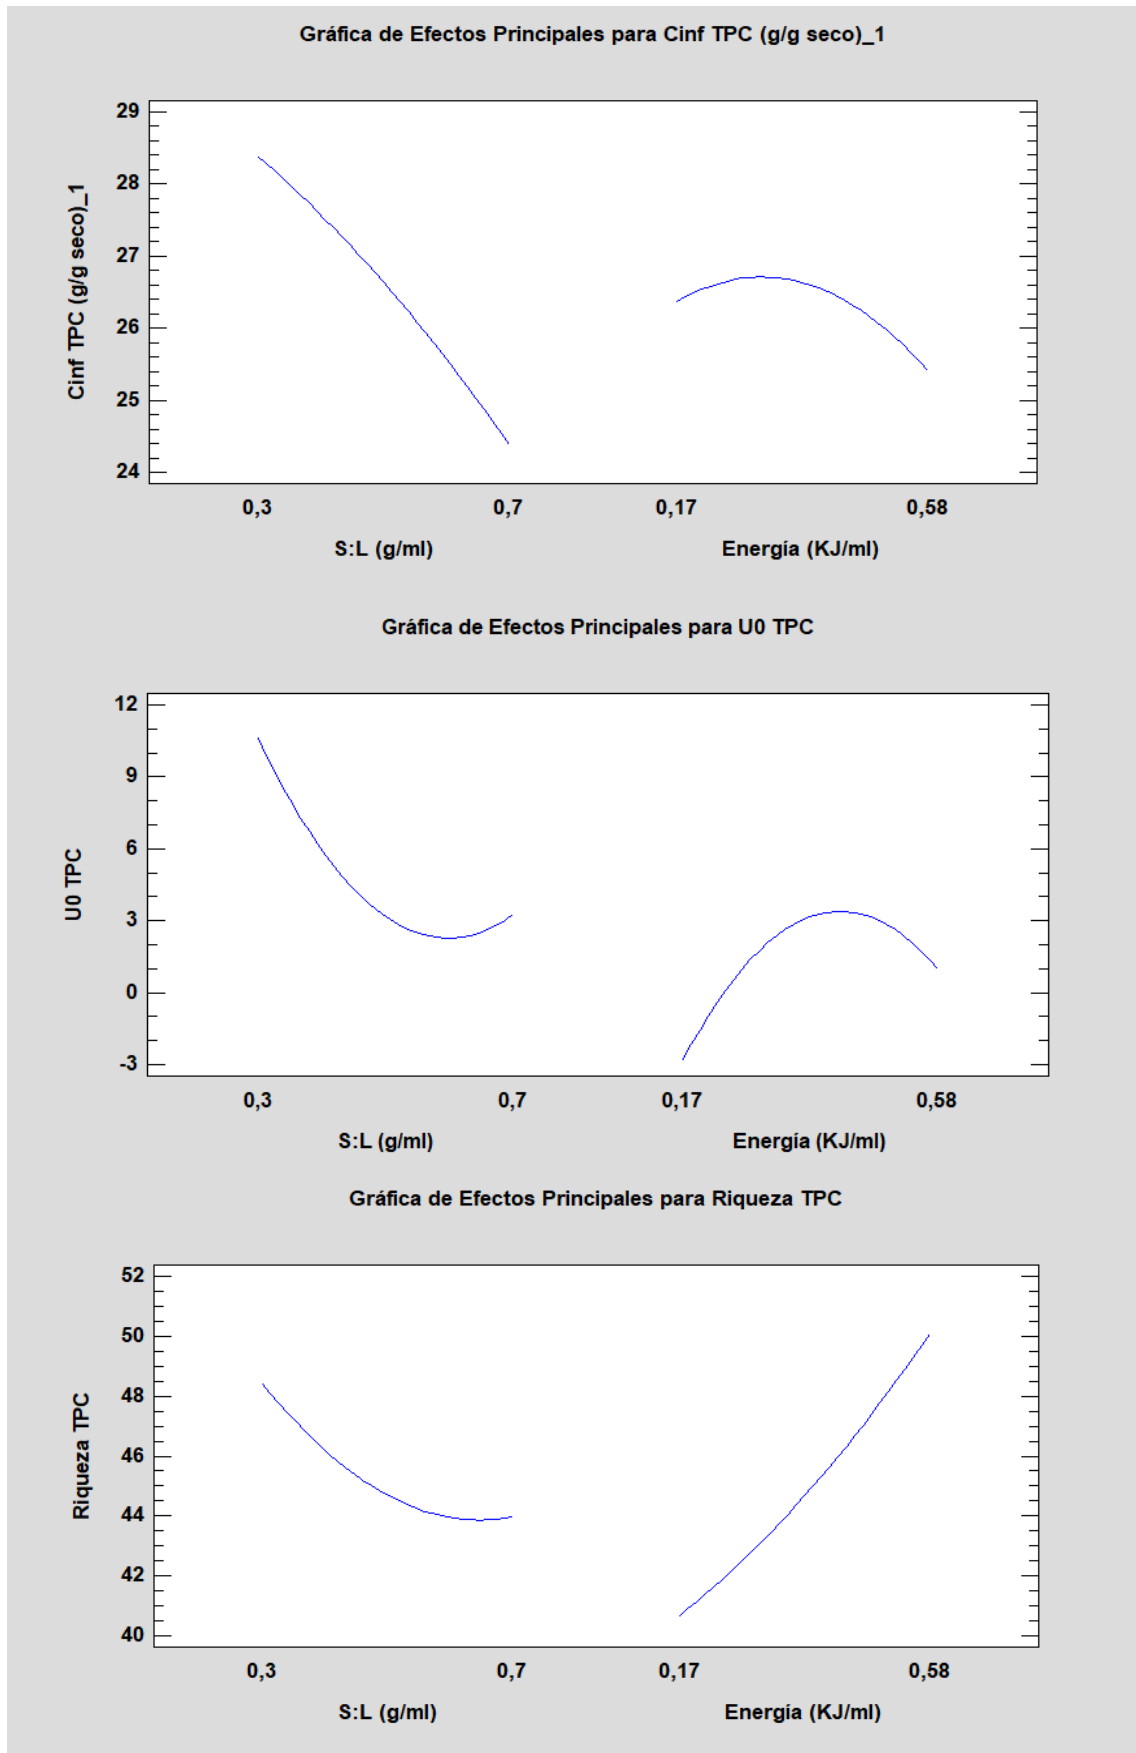 Gráfica de Efectos Principales para Cinf TPC (g/g seco)_1
29
28
27
26
25
24
Cinf TPC (g/g seco)_1
0,3 0,7 0,17 0,58
S:L (g/ml) Energía (KJ/ml)
Gráfica de Efectos Principales para U0 TPC
12
9
6
3
0
-3
U0 TPC
0,3 0,7 0,17 0,58
S:L (g/ml) Energía (KJ/ml)
Gráfica de Efectos Principales para Riqueza TPC
52
50
48
46
44
42
40
Riqueza TPC
0,3 0,7 0,17 0,58
S:L (g/ml) Energía (KJ/ml)